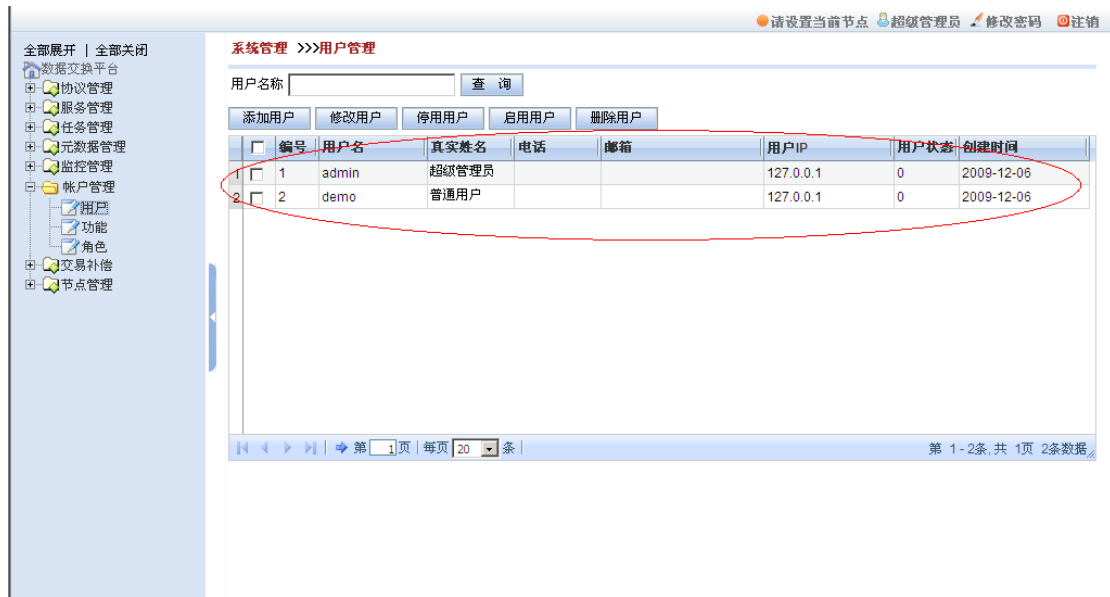 请设置当前节点 超级管理员 修改密码 注销
全部展开 | 全部关闭
数据交换平台
协议管理
服务管理
任务管理
元数据管理
监控管理
帐户管理
用户
功能
角色
交易补偿
节点管理
系统管理 >>>用户管理
用户名称 查 询
添加用户 修改用户 停用用户 启用用户 删除用户
编号 用户名 真实姓名 电话 邮箱 用户IP 用户状态 创建时间
1 1 admin 超级管理员 127.0.0.1 0 2009-12-06
2 2 demo 普通用户 127.0.0.1 0 2009-12-06
第 1 页 每页 20 条 第 1-2条,共 1页 2条数据